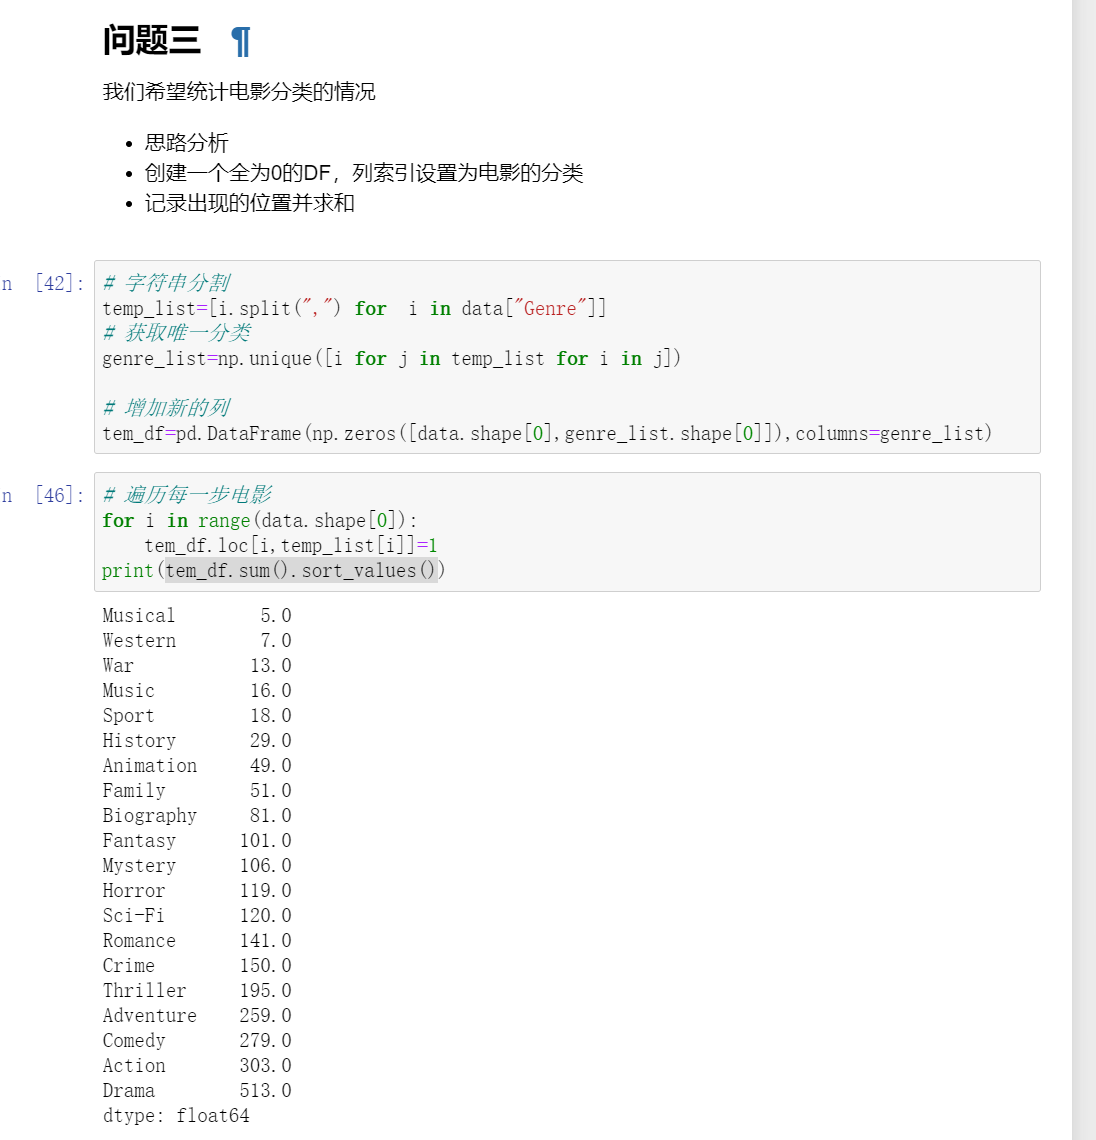 问题三 ¶
我们希望统计电影分类的情况
• 思路分析
• 创建一个全为0的DF，列索引设置为电影的分类
• 记录出现的位置并求和
n [42]:
# 字符串分割
temp_list=[i.split(",") for  i in data["Genre"]]
# 获取唯一分类
genre_list=np.unique([i for j in temp_list for i in j])
# 增加新的列
tem_df=pd.DataFrame(np.zeros([data.shape[0],genre_list.shape[0]]),columns=genre_list)
n [46]:
# 遍历每一步电影
for i in range(data.shape[0]):
    tem_df.loc[i,temp_list[i]]=1
print(tem_df.sum().sort_values())
Musical 5.0
Western 7.0
War 13.0
Music 16.0
Sport 18.0
History 29.0
Animation 49.0
Family 51.0
Biography 81.0
Fantasy 101.0
Mystery 106.0
Horror 119.0
Sci-Fi 120.0
Romance 141.0
Crime 150.0
Thriller 195.0
Adventure 259.0
Comedy 279.0
Action 303.0
Drama 513.0
dtype: float64